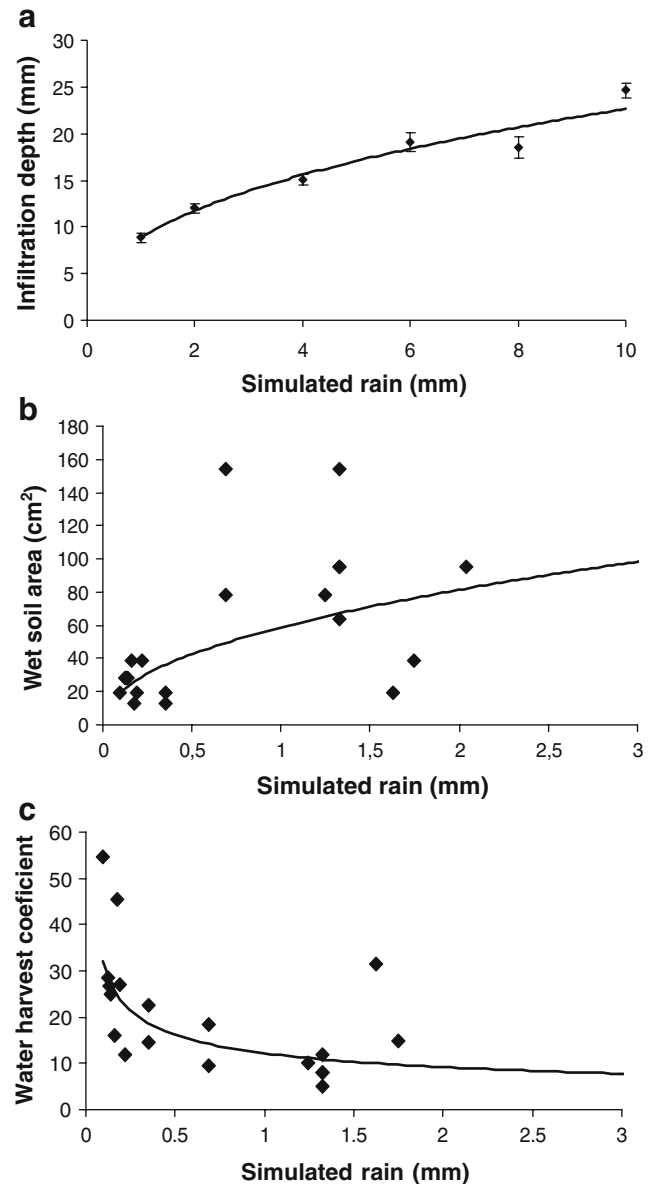 a
30
25
20
15
10
5
0
Infiltration depth (mm)
0 2 4 6 8 10
Simulated rain (mm)
b
180
160
140
120
100
80
60
40
20
0
Wet soil area (cm²)
0 0,5 1 1,5 2 2,5 3
Simulated rain (mm)
c
60
50
40
30
20
10
0
Water harvest coeficient
0 0.5 1 1.5 2 2.5 3
Simulated rain (mm)